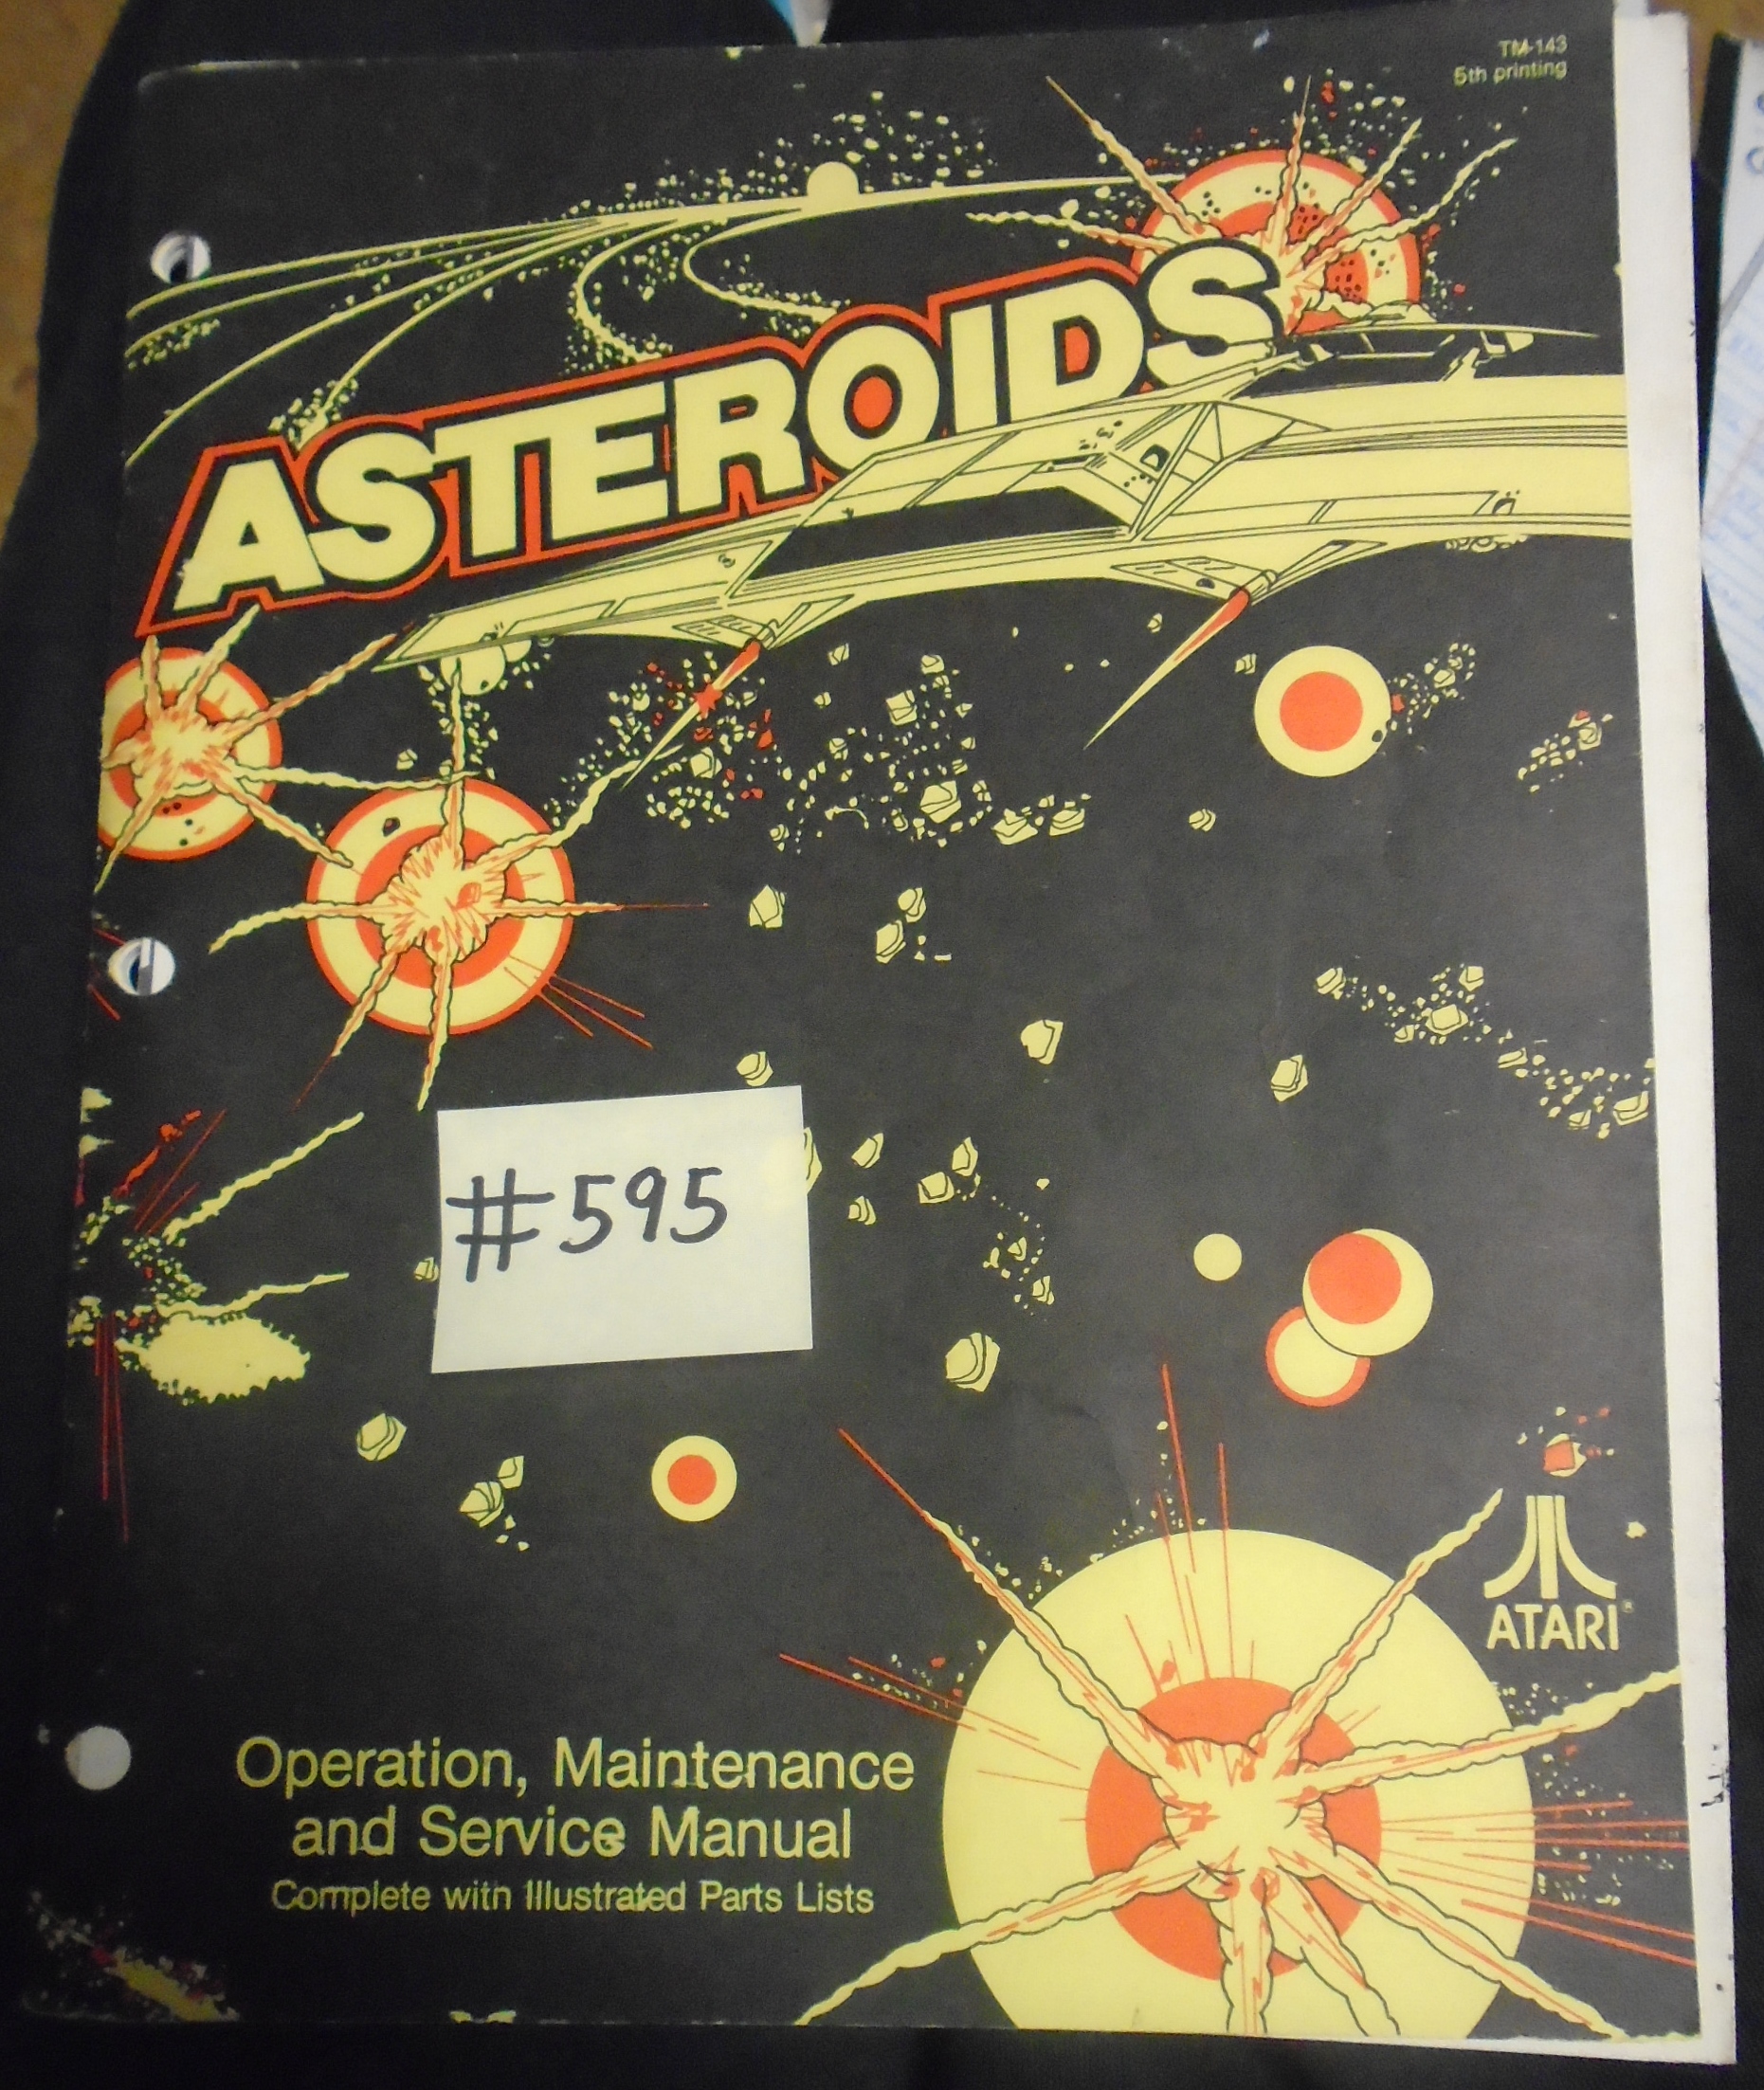 TM-143
5th printing
ASTEROIDS
#595
ATARI®
Operation, Maintenance
and Service Manual
Complete with Illustrated Parts Lists